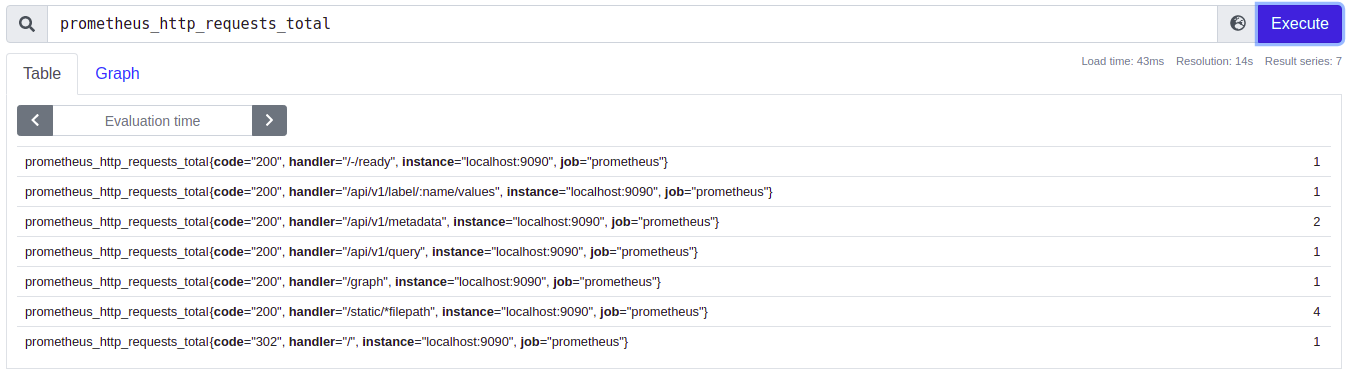 prometheus_http_requests_total
Execute
Table
Graph
Load time: 43ms Resolution: 14s Result series: 7
Evaluation time
prometheus_http_requests_total{code="200", handler="/-/ready", instance="localhost:9090", job="prometheus"} 1
prometheus_http_requests_total{code="200", handler="/api/v1/label/:name/values", instance="localhost:9090", job="prometheus"} 1
prometheus_http_requests_total{code="200", handler="/api/v1/metadata", instance="localhost:9090", job="prometheus"} 2
prometheus_http_requests_total{code="200", handler="/api/v1/query", instance="localhost:9090", job="prometheus"} 1
prometheus_http_requests_total{code="200", handler="/graph", instance="localhost:9090", job="prometheus"} 1
prometheus_http_requests_total{code="200", handler="/static/*filepath", instance="localhost:9090", job="prometheus"} 4
prometheus_http_requests_total{code="302", handler="/", instance="localhost:9090", job="prometheus"} 1